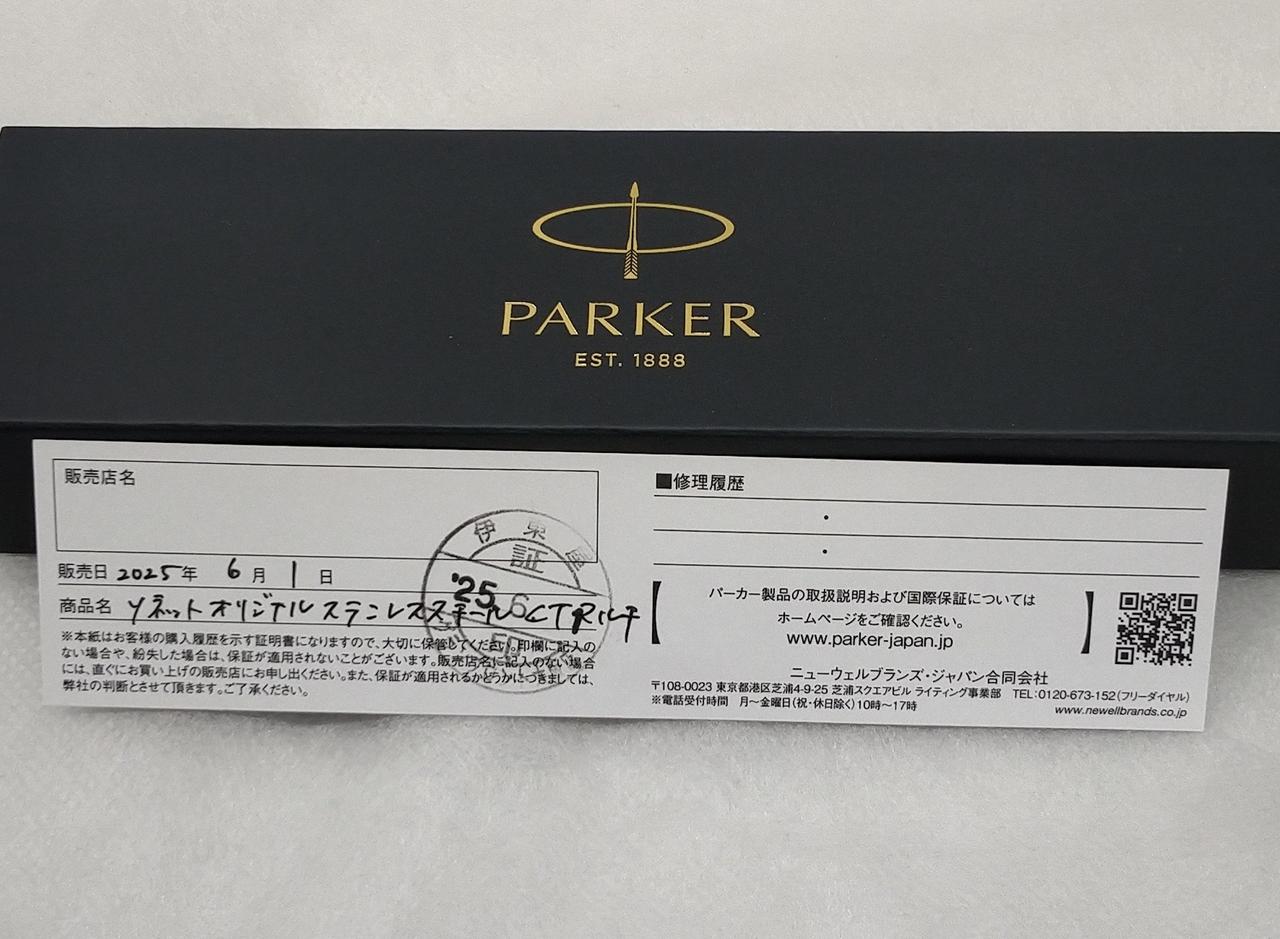 PARKER
EST. 1888
販売店名
販売日 2025年 6月 1日
商品名 ソネットオリジナルステンレススチールCTマルチ
※本紙はお客様の購入履歴を示す証明書になりますので、大切に保管してください。印欄に記入の
ない場合や、紛失した場合は、保証が適用されないことがございます。販売店名に記入のない場合
には、直ぐにお買い上げの販売店にお申し出ください。また、保証が適用されるかどうかにつきましては、
弊社の判断とさせて頂きます。ご了承ください。
伊東屋
証
'25.6
■修理履歴
・
・
【パーカー製品の取扱説明および国際保証については
ホームページをご確認ください。
www.parker-japan.jp】
ニューウェルブランズ・ジャパン合同会社
〒108-0023 東京都港区芝浦4-9-25 芝浦スクエアビル ライティング事業部 TEL:0120-673-152(フリーダイヤル)
※電話受付時間 月〜金曜日(祝・休日除く)10時〜17時
www.newellbrands.co.jp